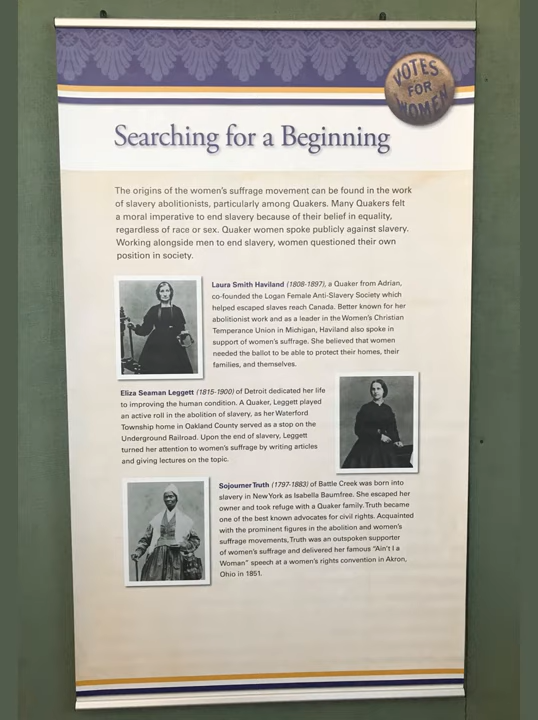 VOTES
FOR
WOMEN
Searching for a Beginning
The origins of the women's suffrage movement can be found in the work
of slavery abolitionists, particularly among Quakers. Many Quakers felt
a moral imperative to end slavery because of their belief in equality,
regardless of race or sex. Quaker women spoke publicly against slavery.
Working alongside men to end slavery, women questioned their own
position in society.
Laura Smith Haviland (1808-1897), a Quaker from Adrian,
co-founded the Logan Female Anti-Slavery Society which
helped escaped slaves reach Canada. Better known for her
abolitionist work and as a leader in the Women's Christian
Temperance Union in Michigan, Haviland also spoke in
support of women's suffrage. She believed that women
needed the ballot to be able to protect their homes, their
families, and themselves.
Eliza Seaman Leggett (1815-1900) of Detroit dedicated her life
to improving the human condition. A Quaker, Leggett played
an active roll in the abolition of slavery, as her Waterford
Township home in Oakland County served as a stop on the
Underground Railroad. Upon the end of slavery, Leggett
turned her attention to women's suffrage by writing articles
and giving lectures on the topic.
Sojourner Truth (1797-1883) of Battle Creek was born into
slavery in New York as Isabella Baumfree. She escaped her
owner and took refuge with a Quaker family. Truth became
one of the best known advocates for civil rights. Acquainted
with the prominent figures in the abolition and women's
suffrage movements, Truth was an outspoken supporter
of women's suffrage and delivered her famous "Ain't I a
Woman" speech at a women's rights convention in Akron,
Ohio in 1851.